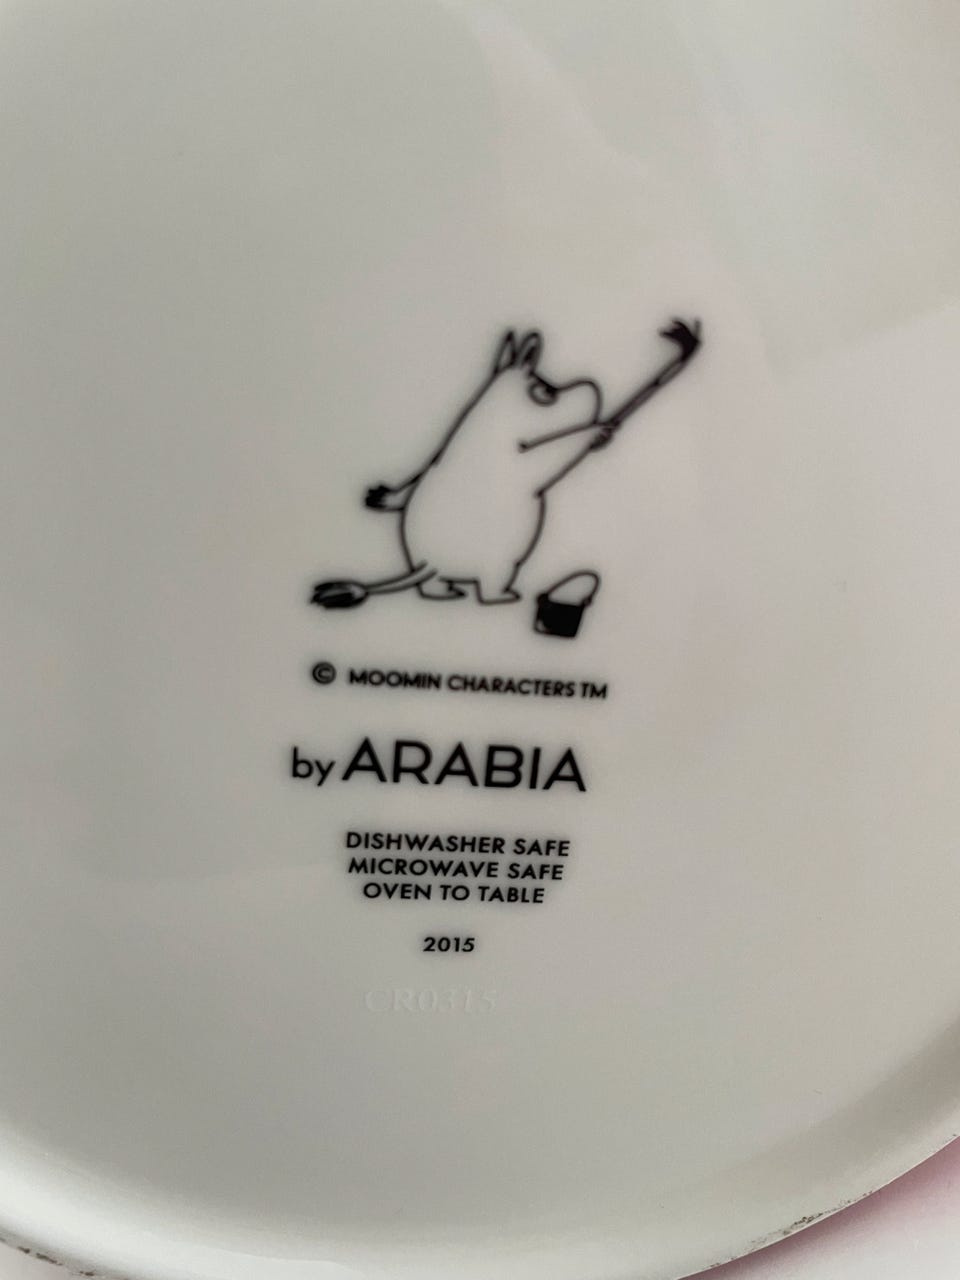 © MOOMIN CHARACTERS TM
by ARABIA
DISHWASHER SAFE
MICROWAVE SAFE
OVEN TO TABLE
2015
CR0315